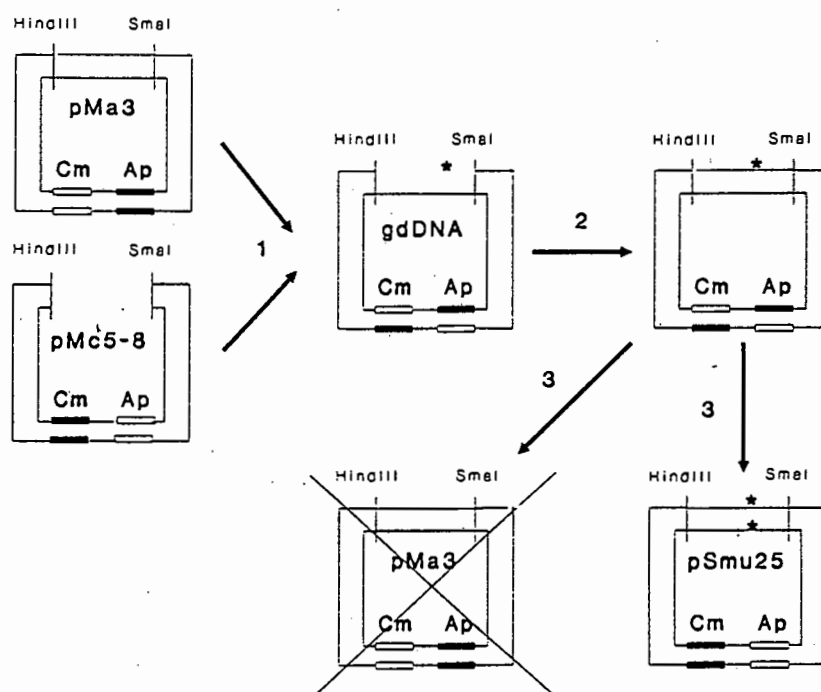 HindIII SmaI
pMa3
Cm Ap
HindIII SmaI
pMc5-8
Cm Ap
1
HindIII SmaI
*
gdDNA
Cm Ap
2
HindIII SmaI
*
Cm Ap
3
3
HindIII SmaI
pMa3
Cm Ap
HindIII SmaI
*
*
pSmu25
Cm Ap